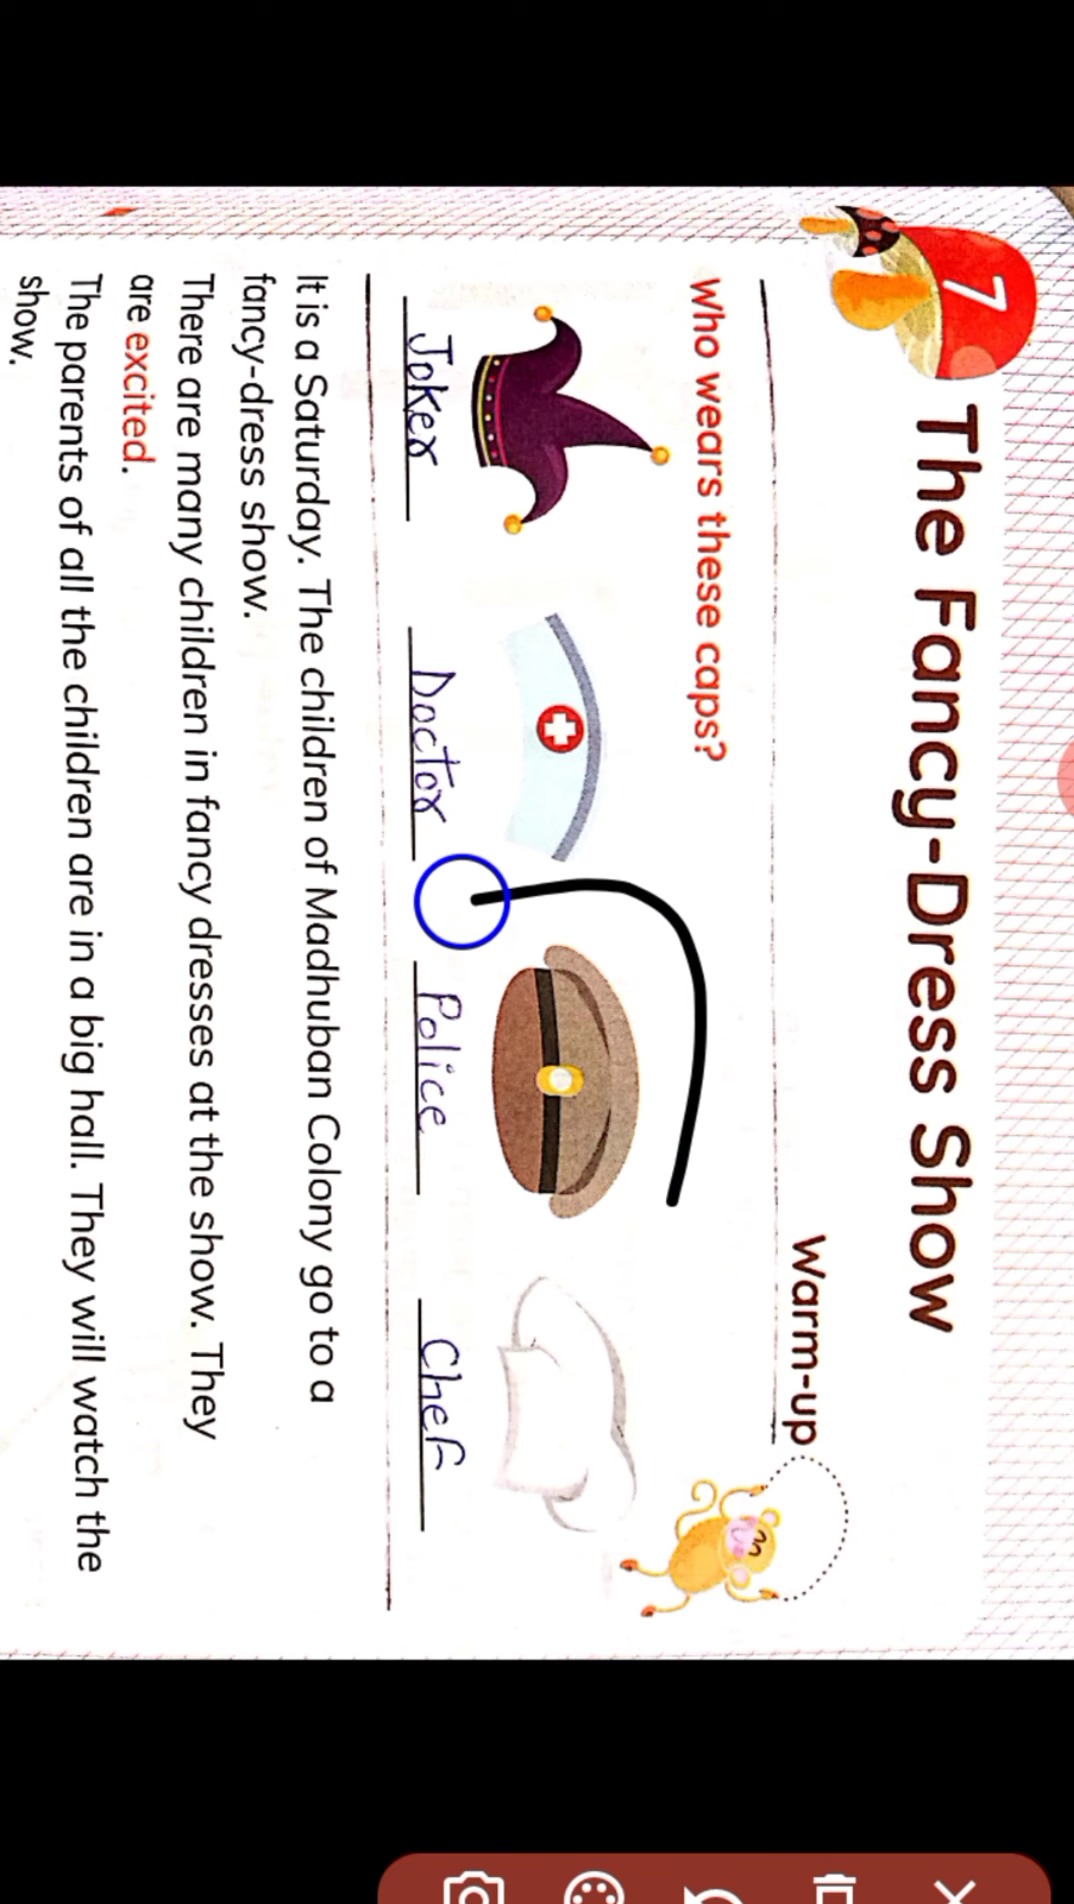 7
The Fancy-Dress Show
Warm-up
Who wears these caps?
Joker Doctor Police Chef
It is a Saturday. The children of Madhuban Colony go to a
fancy-dress show.
There are many children in fancy dresses at the show. They
are excited.
The parents of all the children are in a big hall. They will watch the
show.